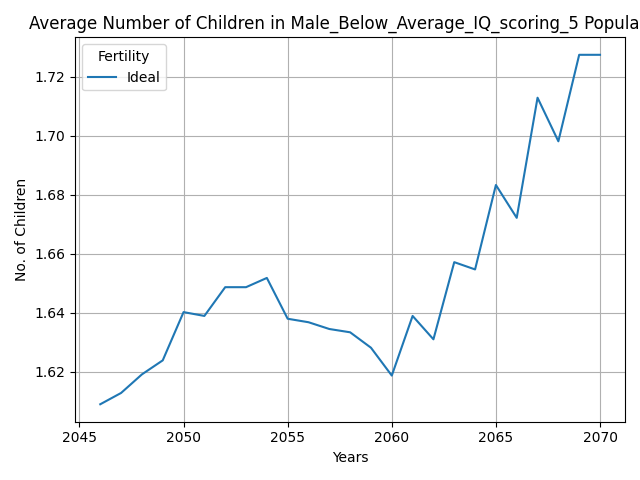 Average Number of Children in Male_Below_Average_IQ_scoring_5 Popula
Fertility
Ideal
No. of Children
1.72
1.70
1.68
1.66
1.64
1.62
2045 2050 2055 2060 2065 2070
Years